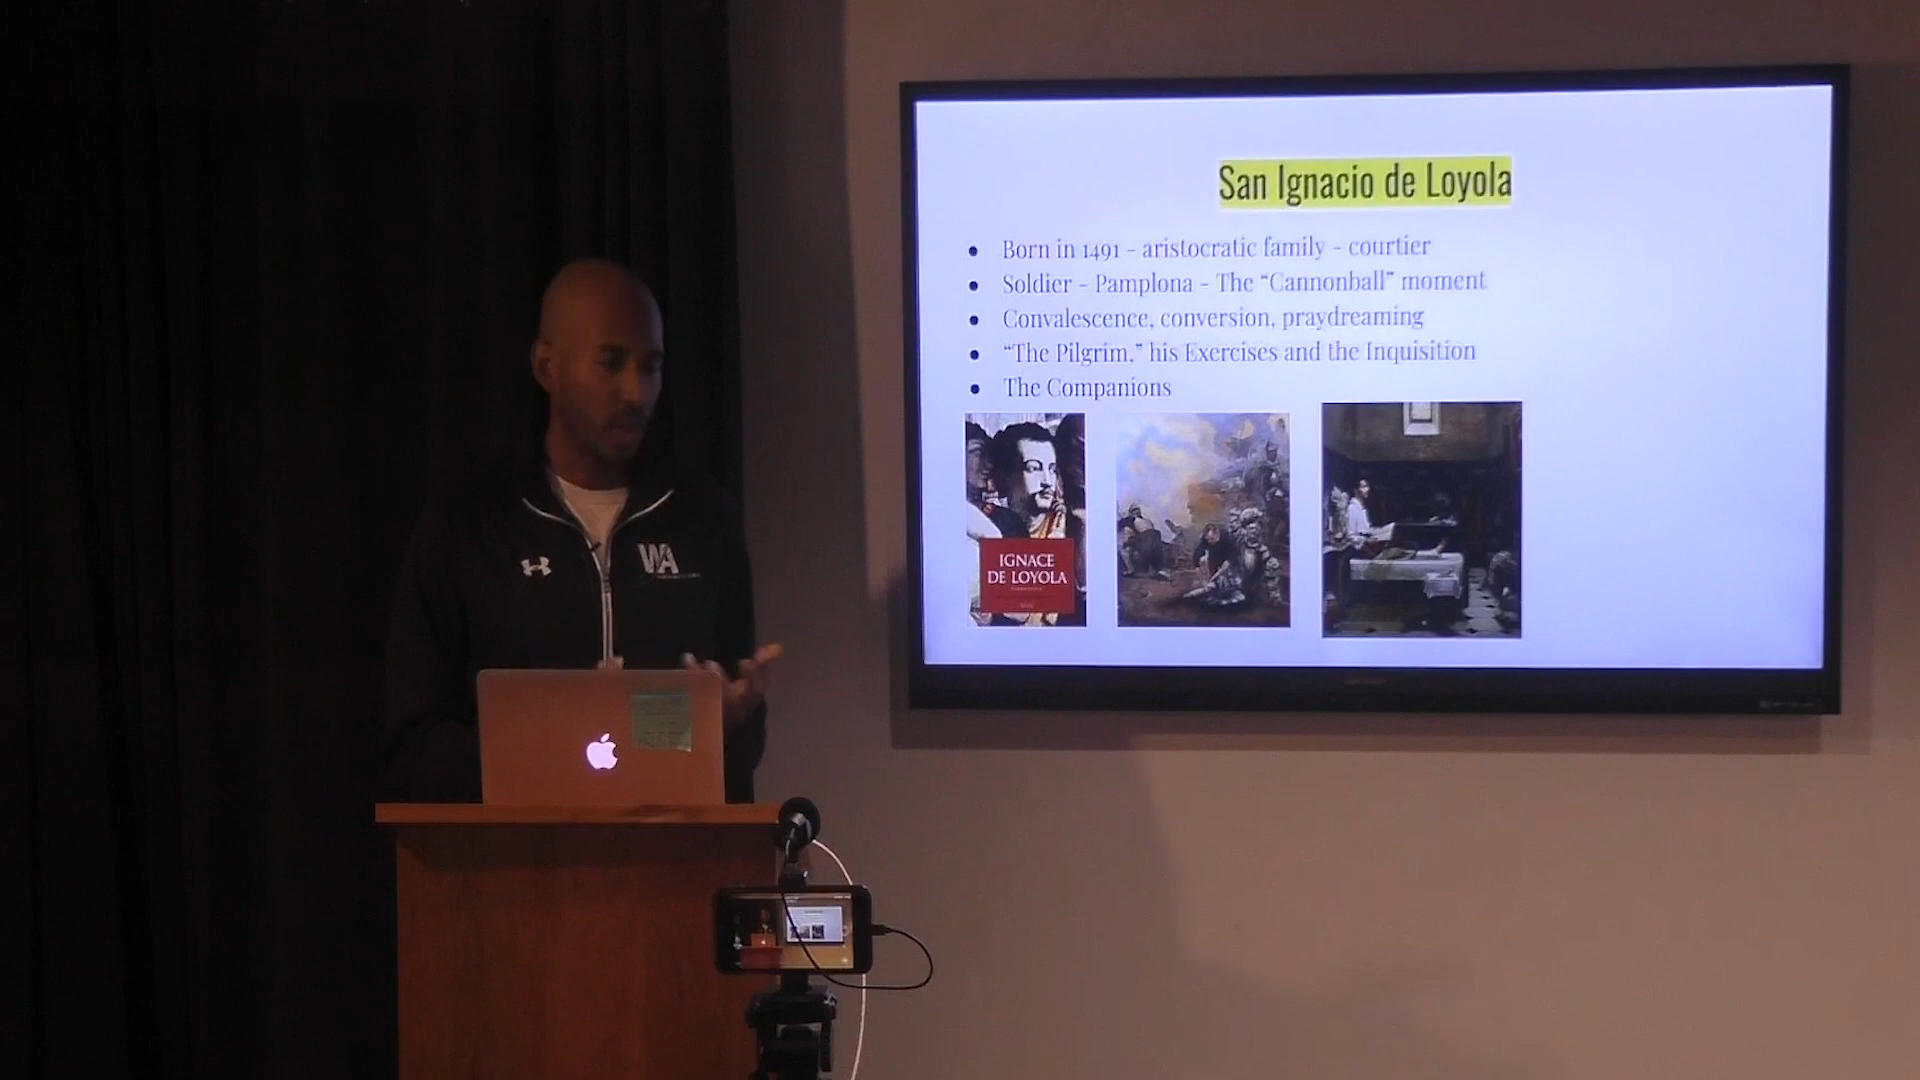 San Ignacio de Loyola
Born in 1491 - aristocratic family - courtier
Soldier - Pamplona - The “Cannonball” moment
Convalescence, conversion, praydreaming
“The Pilgrim,” his Exercises and the Inquisition
The Companions
IGNACE
DE LOYOLA
WA